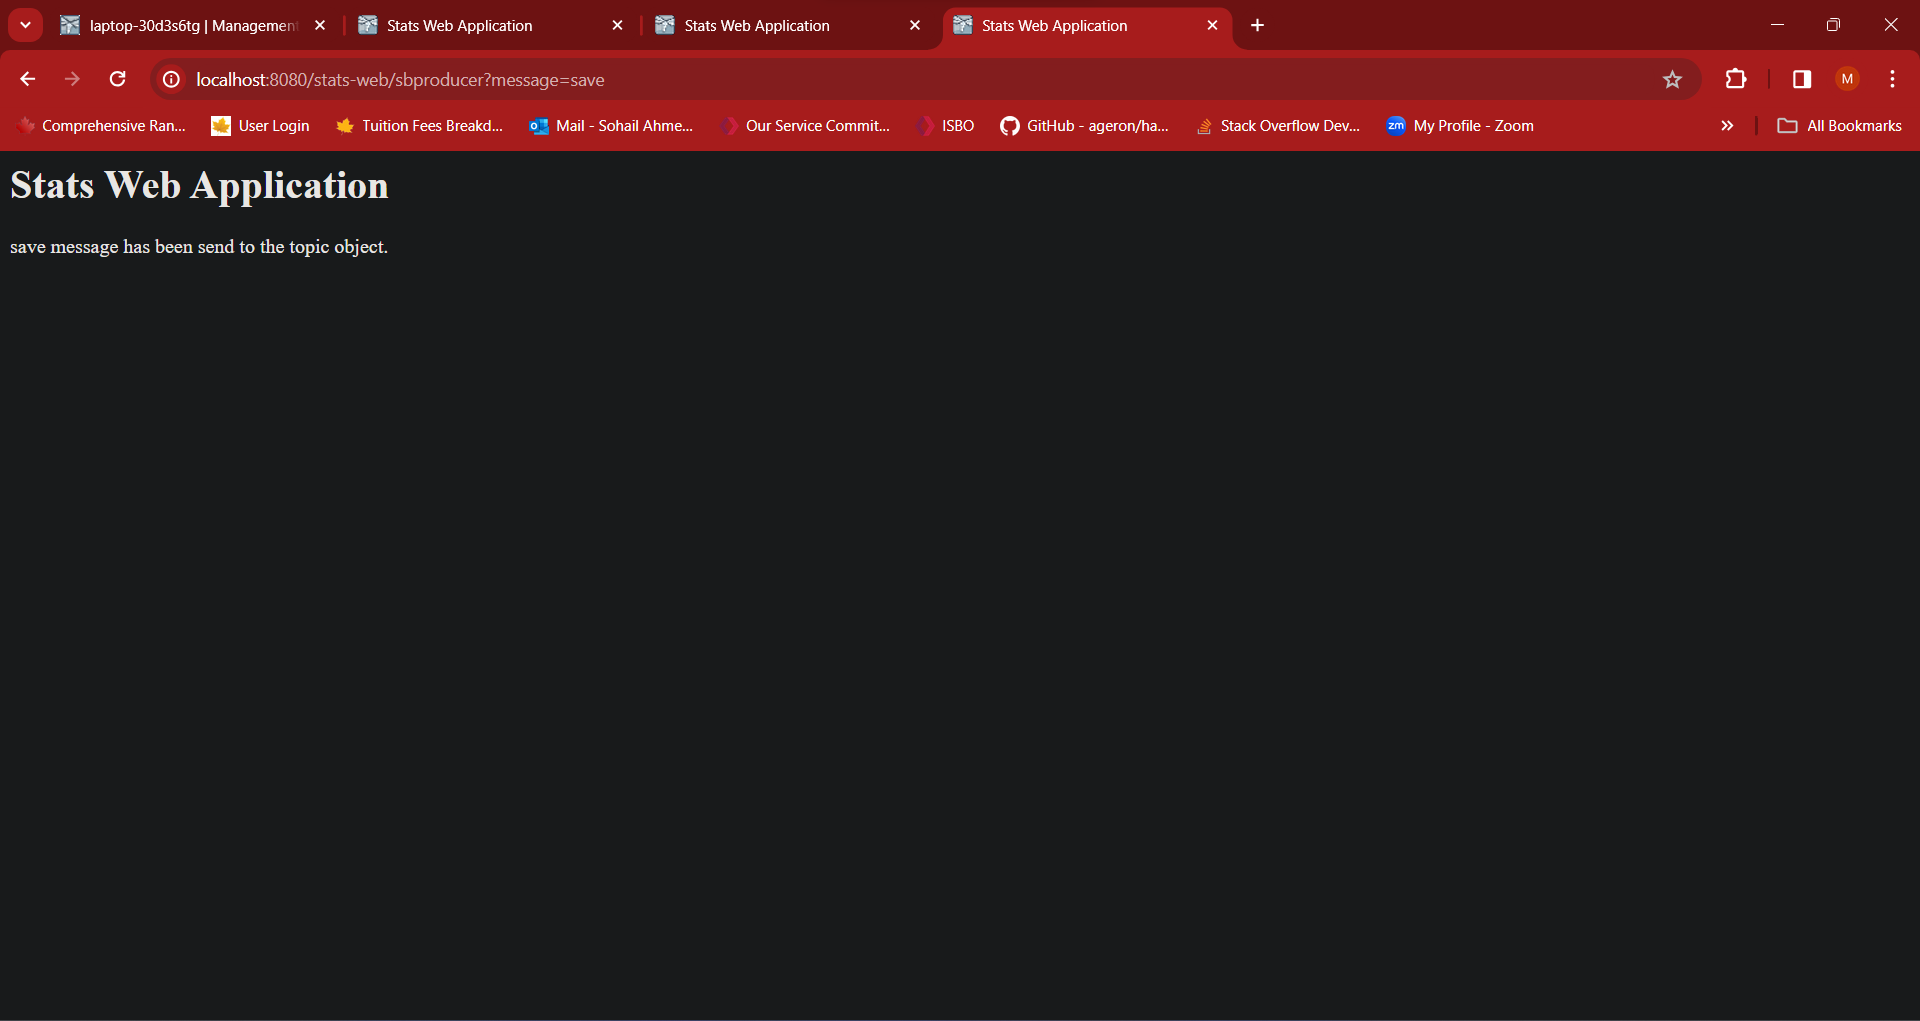 laptop-30d3s6tg | Managemen
Stats Web Application
Stats Web Application
Stats Web Application
localhost:8080/stats-web/sbproducer?message=save
M
Comprehensive Ran...
User Login
Tuition Fees Breakd...
Mail - Sohail Ahme...
Our Service Commit...
ISBO
GitHub - ageron/ha...
Stack Overflow Dev...
zm
My Profile - Zoom
All Bookmarks
Stats Web Application
save message has been send to the topic object.